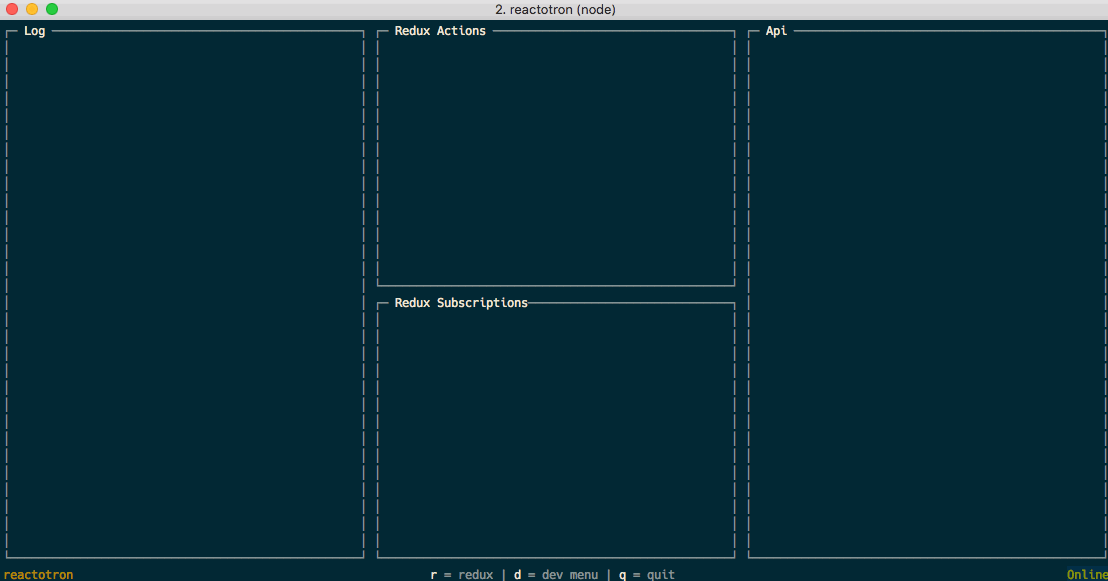 2. reactotron (node)
Log
Redux Actions
Api
Redux Subscriptions
reactotron
r = redux | d = dev menu | q = quit
Online